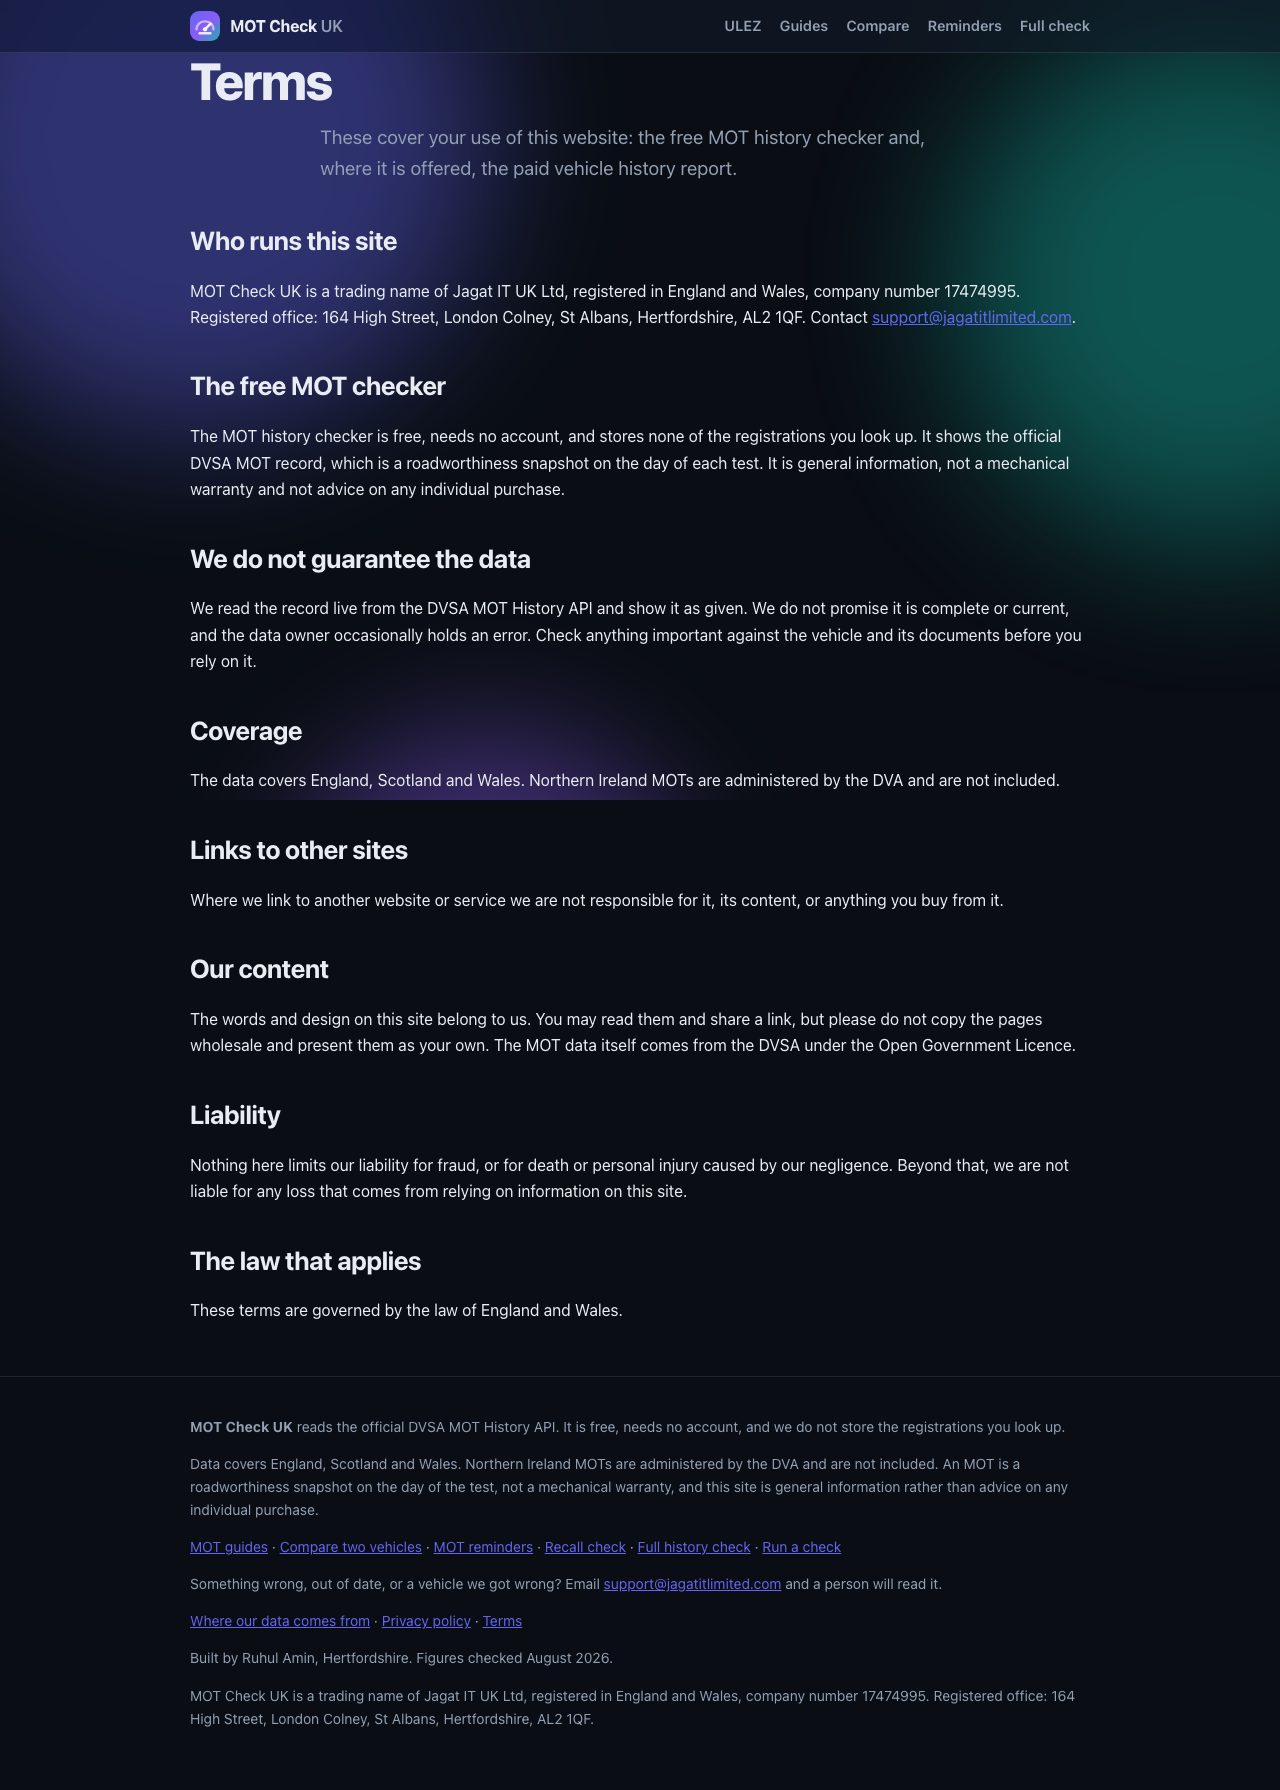 MOT Check UK
ULEZ Guides Compare Reminders Full check
Terms
These cover your use of this website: the free MOT history checker and,
where it is offered, the paid vehicle history report.
Who runs this site
MOT Check UK is a trading name of Jagat IT UK Ltd, registered in England and Wales, company number 17474995.
Registered office: 164 High Street, London Colney, St Albans, Hertfordshire, AL2 1QF. Contact support@jagatitlimited.com.
The free MOT checker
The MOT history checker is free, needs no account, and stores none of the registrations you look up. It shows the official
DVSA MOT record, which is a roadworthiness snapshot on the day of each test. It is general information, not a mechanical
warranty and not advice on any individual purchase.
We do not guarantee the data
We read the record live from the DVSA MOT History API and show it as given. We do not promise it is complete or current,
and the data owner occasionally holds an error. Check anything important against the vehicle and its documents before you
rely on it.
Coverage
The data covers England, Scotland and Wales. Northern Ireland MOTs are administered by the DVA and are not included.
Links to other sites
Where we link to another website or service we are not responsible for it, its content, or anything you buy from it.
Our content
The words and design on this site belong to us. You may read them and share a link, but please do not copy the pages
wholesale and present them as your own. The MOT data itself comes from the DVSA under the Open Government Licence.
Liability
Nothing here limits our liability for fraud, or for death or personal injury caused by our negligence. Beyond that, we are not
liable for any loss that comes from relying on information on this site.
The law that applies
These terms are governed by the law of England and Wales.
MOT Check UK reads the official DVSA MOT History API. It is free, needs no account, and we do not store the registrations you look up.
Data covers England, Scotland and Wales. Northern Ireland MOTs are administered by the DVA and are not included. An MOT is a
roadworthiness snapshot on the day of the test, not a mechanical warranty, and this site is general information rather than advice on any
individual purchase.
MOT guides · Compare two vehicles · MOT reminders · Recall check · Full history check · Run a check
Something wrong, out of date, or a vehicle we got wrong? Email support@jagatitlimited.com and a person will read it.
Where our data comes from · Privacy policy · Terms
Built by Ruhul Amin, Hertfordshire. Figures checked August 2026.
MOT Check UK is a trading name of Jagat IT UK Ltd, registered in England and Wales, company number 17474995. Registered office: 164
High Street, London Colney, St Albans, Hertfordshire, AL2 1QF.